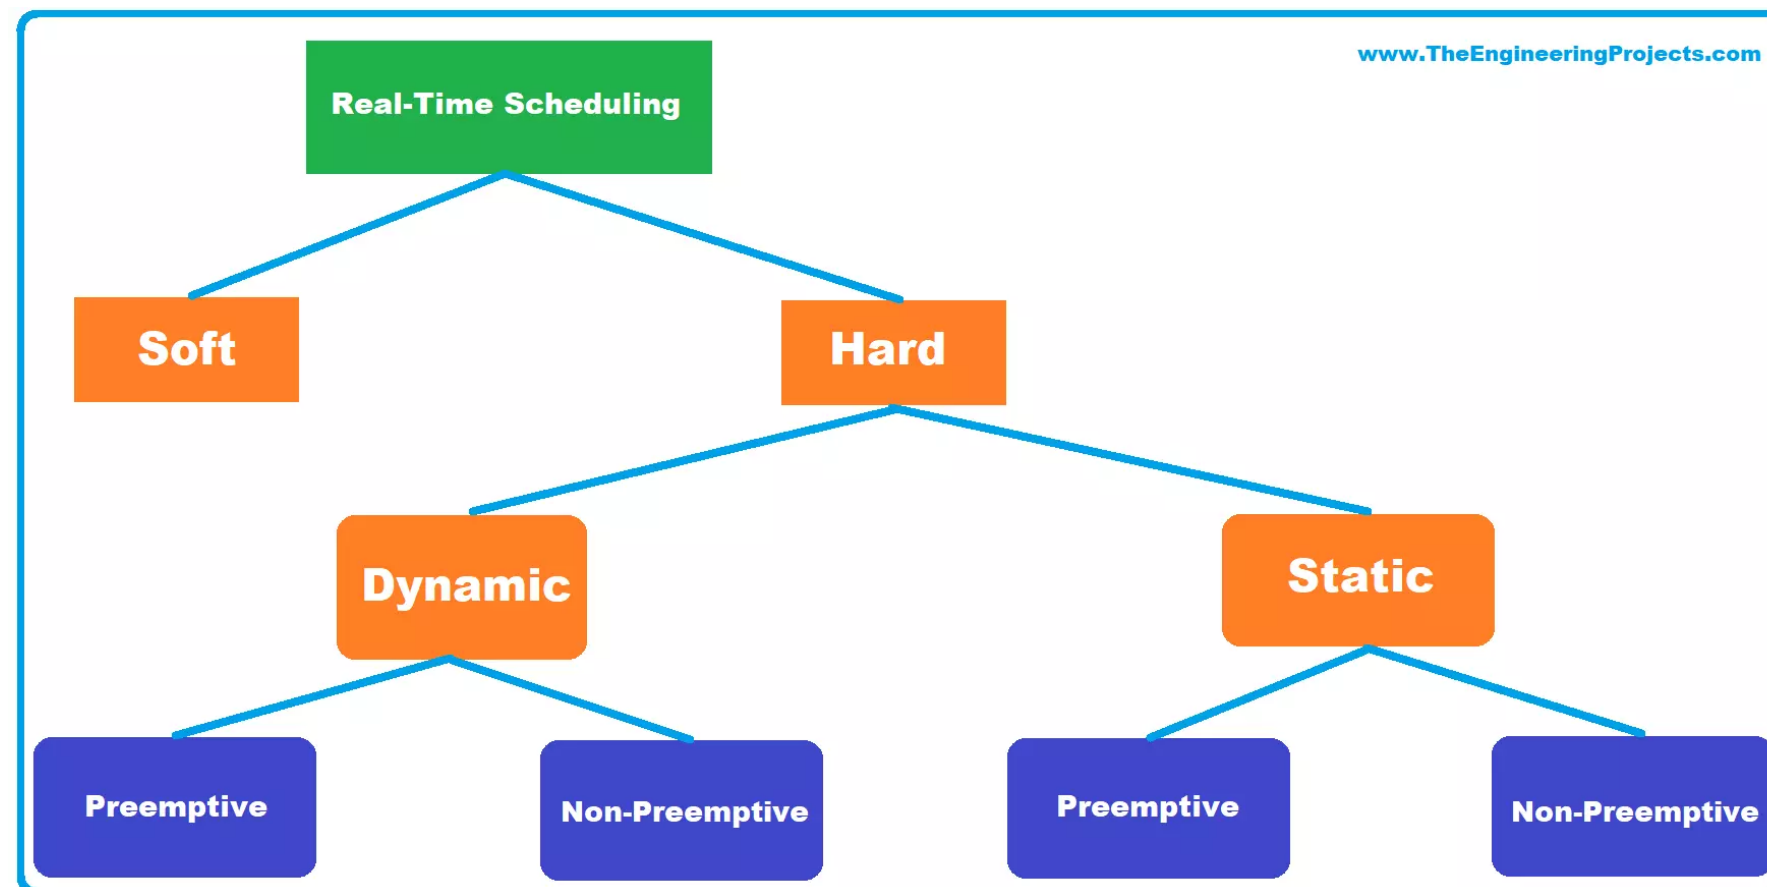 www.TheEngineeringProjects.com
Real-Time Scheduling
Soft
Hard
Dynamic
Static
Preemptive
Non-Preemptive
Preemptive
Non-Preemptive